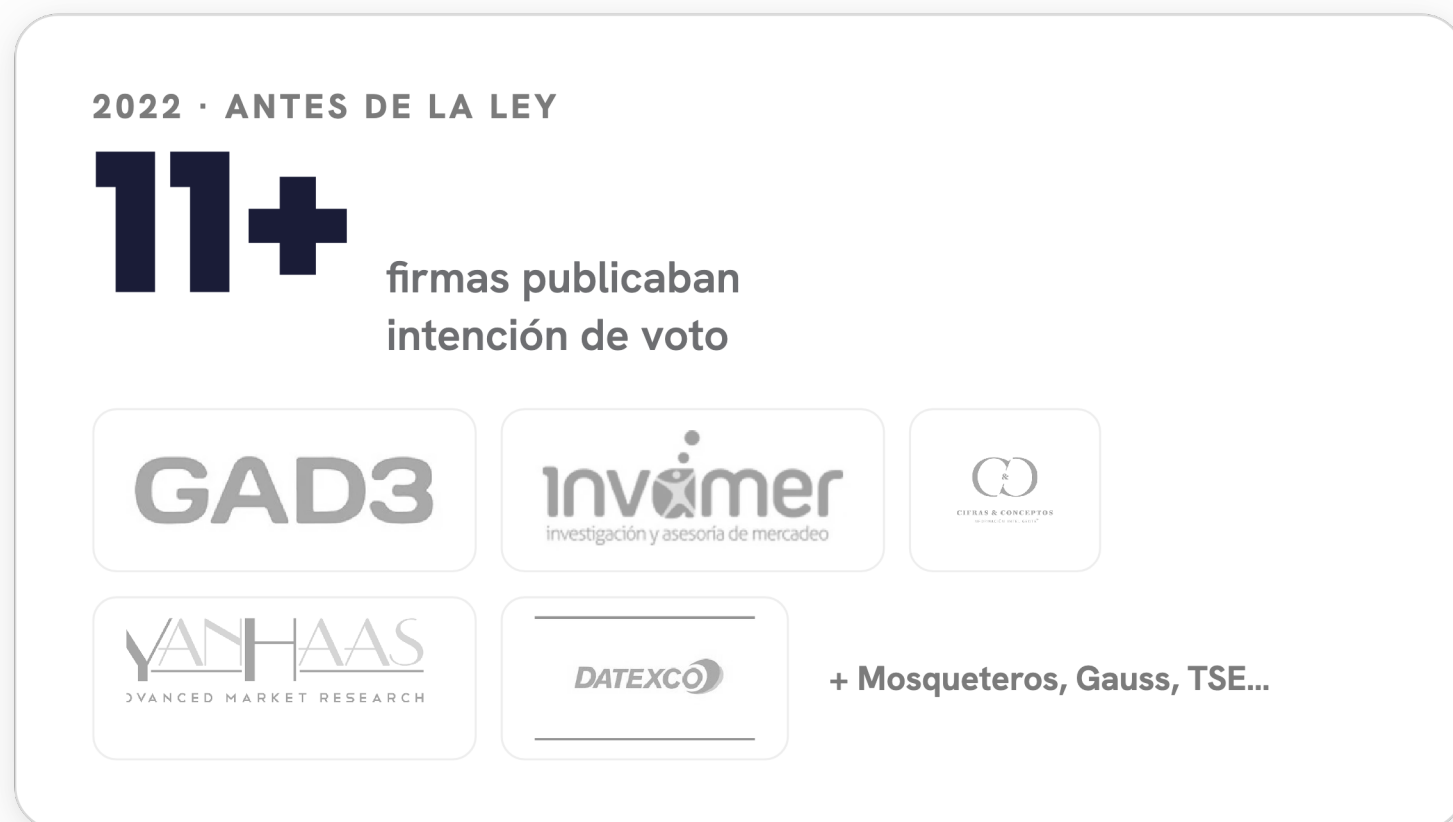 2022 · ANTES DE LA LEY
11+
firmas publicaban
intención de voto
GAD3
invamer
investigación y asesoría de mercadeo
C&C
CIFRAS & CONCEPTOS
YANHAAS
DVANCED MARKET RESEARCH
DATEXCO
+ Mosqueteros, Gauss, TSE...